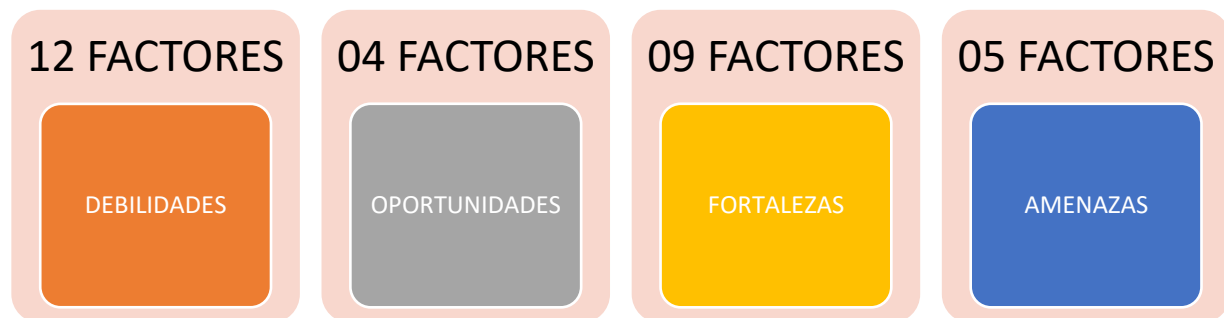 12 FACTORES
DEBILIDADES
04 FACTORES
OPORTUNIDADES
09 FACTORES
FORTALEZAS
05 FACTORES
AMENAZAS